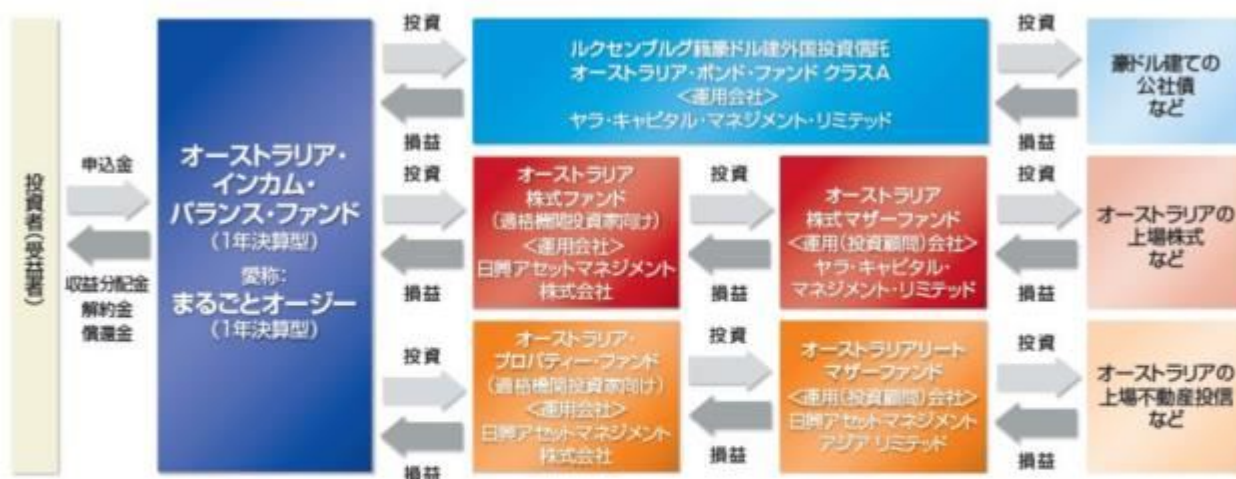 投資者(受益者)
申込金
収益分配金
解約金
償還金
オーストラリア・
インカム・
バランス・ファンド
(1年決算型)
愛称:
まるごとオージー
(1年決算型)
投資
損益
ルクセンブルグ籍豪ドル建外国投資信託
オーストラリア・ボンド・ファンド クラスA
<運用会社>
ヤラ・キャピタル・マネジメント・リミテッド
投資
損益
豪ドル建ての
公社債
など
投資
損益
オーストラリア
株式ファンド
(適格機関投資家向け)
<運用会社>
日興アセットマネジメント
株式会社
投資
損益
オーストラリア
株式マザーファンド
<運用(投資顧問)会社>
ヤラ・キャピタル・
マネジメント・リミテッド
投資
損益
オーストラリアの
上場株式
など
投資
損益
オーストラリア・
プロパティー・ファンド
(適格機関投資家向け)
<運用会社>
日興アセットマネジメント
株式会社
投資
損益
オーストラリアリート
マザーファンド
<運用(投資顧問)会社>
日興アセットマネジメント
アジア リミテッド
投資
損益
オーストラリアの
上場不動産投信
など